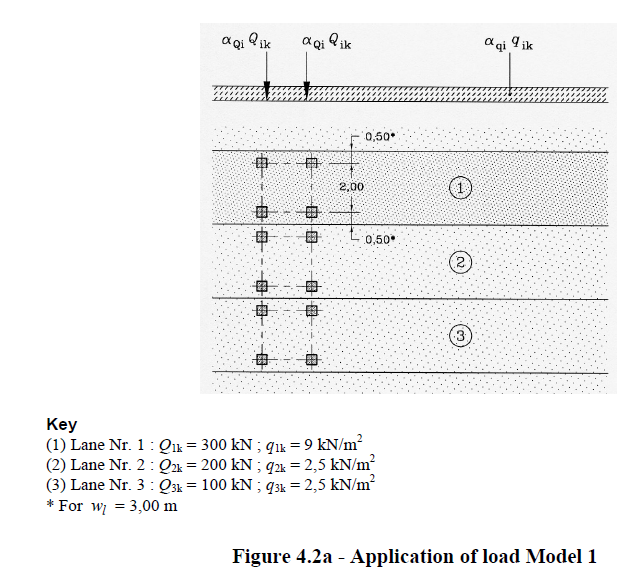 αQi Qik αQi Qik αqi qik
0,50*
2,00
1
0,50*
2
3
Key
(1) Lane Nr. 1 : Q1k = 300 kN ; q1k = 9 kN/m²
(2) Lane Nr. 2 : Q2k = 200 kN ; q2k = 2,5 kN/m²
(3) Lane Nr. 3 : Q3k = 100 kN ; q3k = 2,5 kN/m²
* For wl = 3,00 m
Figure 4.2a - Application of load Model 1